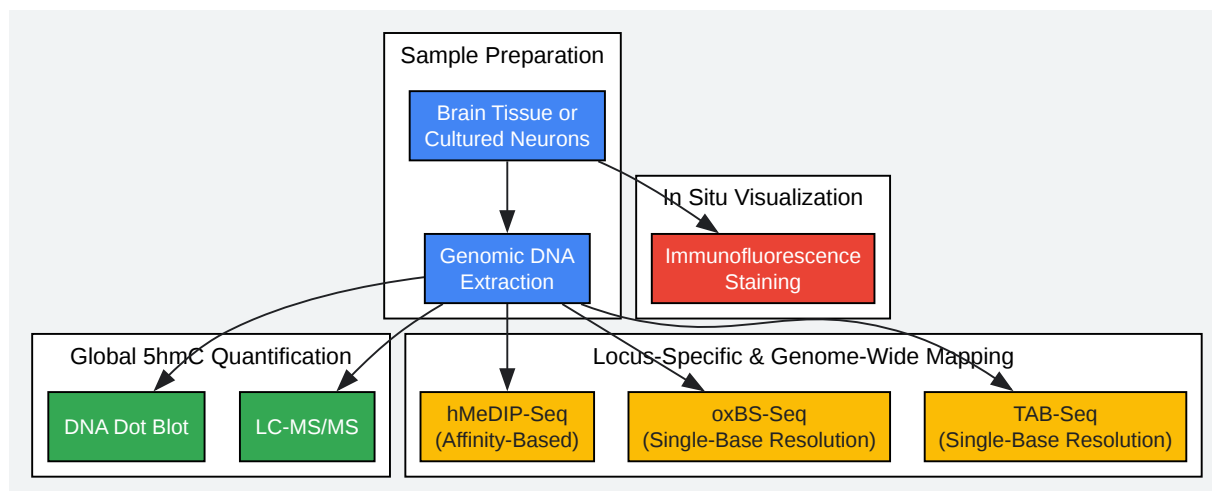 Sample Preparation
Brain Tissue or
Cultured Neurons
In Situ Visualization
Genomic DNA
Extraction
Immunofluorescence
Staining
Global 5hmC Quantification
Locus-Specific & Genome-Wide Mapping
DNA Dot Blot
LC-MS/MS
hMeDIP-Seq
(Affinity-Based)
oxBS-Seq
(Single-Base Resolution)
TAB-Seq
(Single-Base Resolution)